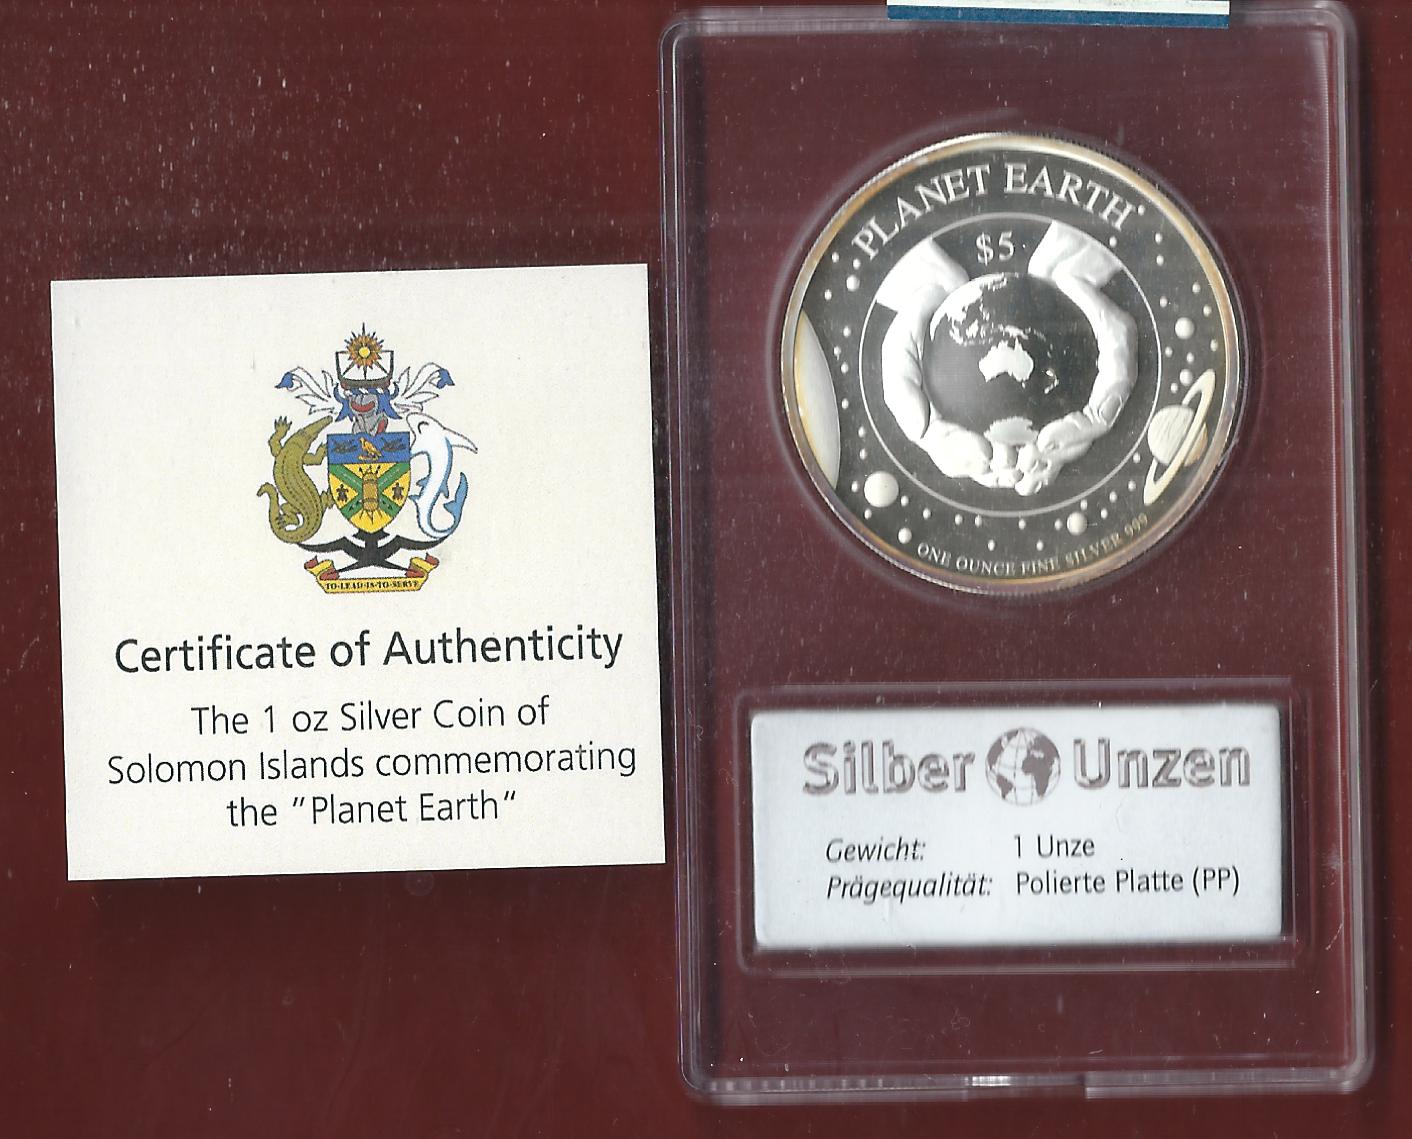 TO·LEAD·IS·TO·SERVE
Certificate of Authenticity
The 1 oz Silver Coin of
Solomon Islands commemorating
the "Planet Earth"
PLANET EARTH
$5
ONE OUNCE FINE SILVER 999
Silber Unzen
Gewicht: 1 Unze
Prägequalität: Polierte Platte (PP)